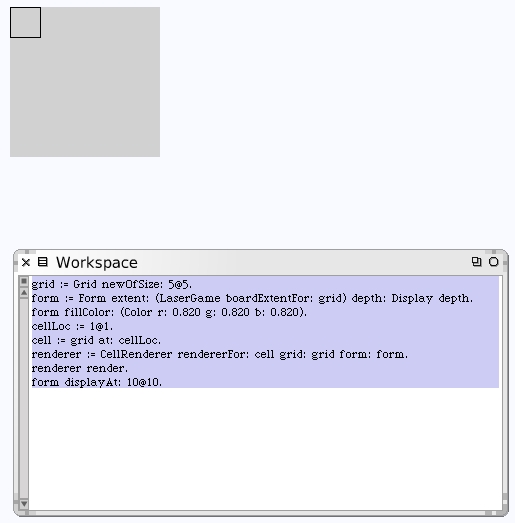 Workspace
grid := Grid newOfSize: 5@5.
form := Form extent: (LaserGame boardExtentFor: grid) depth: Display depth.
form fillColor: (Color r: 0.820 g: 0.820 b: 0.820).
cellLoc := 1@1.
cell := grid at: cellLoc.
renderer := CellRenderer rendererFor: cell grid: grid form: form.
renderer render.
form displayAt: 10@10.